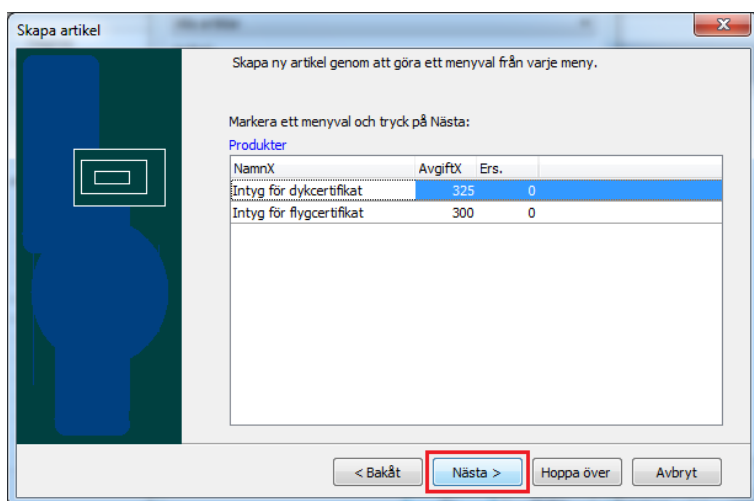 Skapa artikel
Skapa ny artikel genom att göra ett menyval från varje meny.
Markera ett menyval och tryck på Nästa:
Produkter
NamnX AvgiftX Ers.
Intyg för dykcertifikat 325 0
Intyg för flygcertifikat 300 0
< Bakåt Nästa > Hoppa över Avbryt